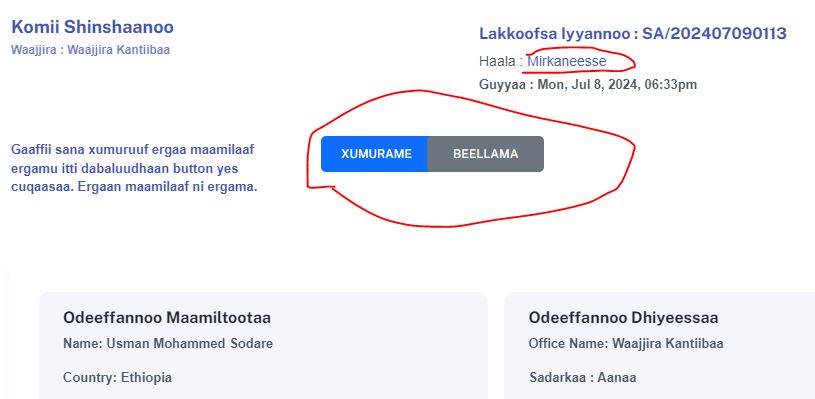 Komii Shinshaanoo
Waajjira : Waajjira Kantiibaa
Lakkoofsa Iyyannoo : SA/202407090113
Haala : Mirkaneesse
Guyyaa : Mon, Jul 8, 2024, 06:33pm
Gaaffii sana xumuruuf ergaa maamilaaf
ergamu itti dabaluudhaan button yes
cuqaasaa. Ergaan maamilaaf ni ergama.
XUMURAME
BEELLAMA
Odeeffannoo Maamiltootaa
Name: Usman Mohammed Sodare
Country: Ethiopia
Odeeffannoo Dhiyeessaa
Office Name: Waajjira Kantiibaa
Sadarkaa : Aanaa